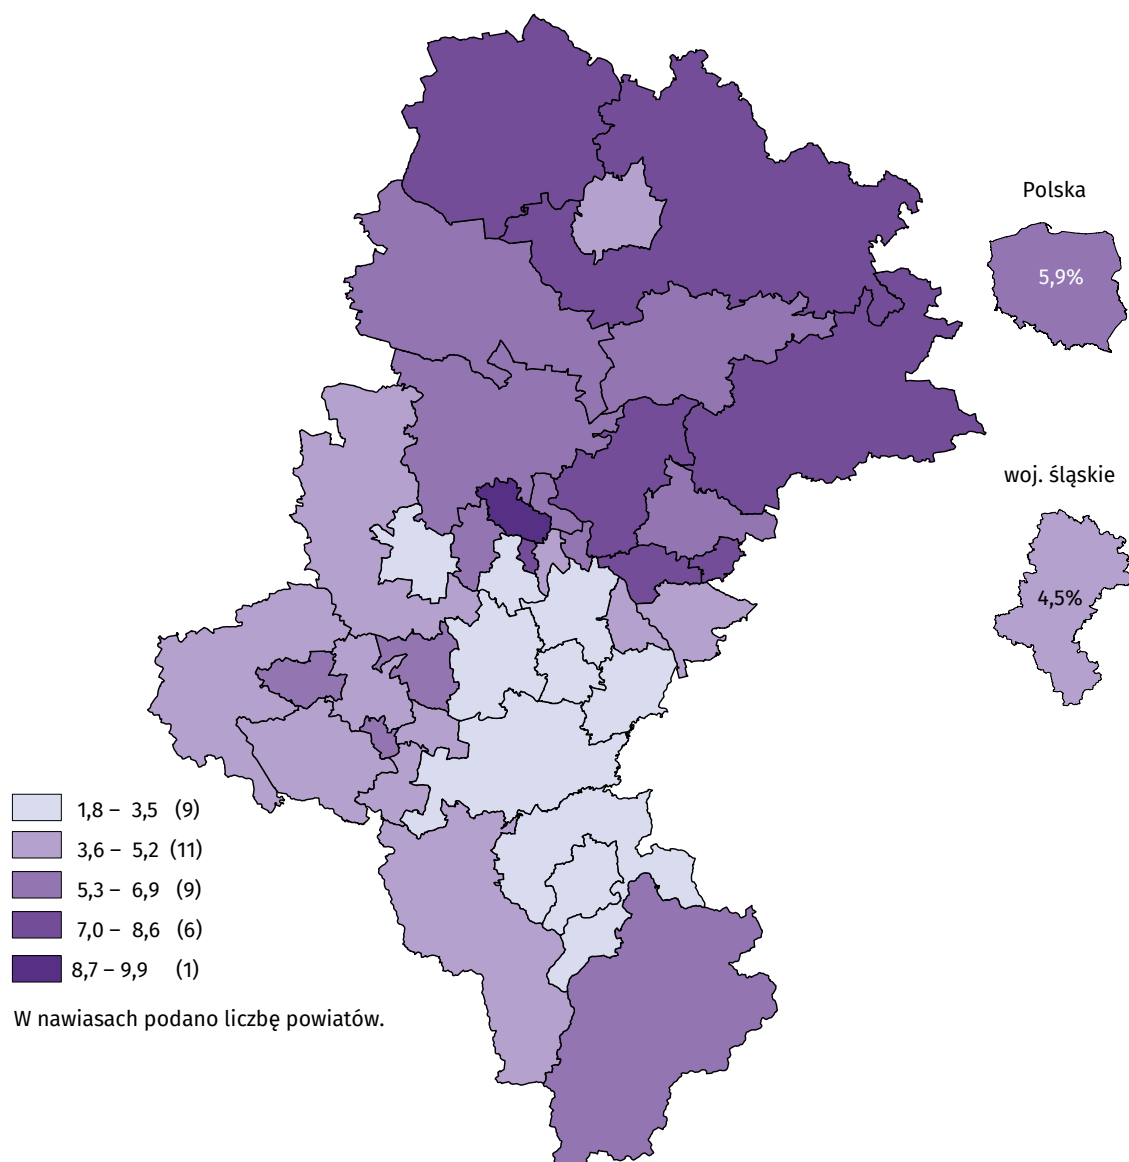 Polska
5,9%
woj. śląskie
4,5%
1,8 – 3,5 (9)
3,6 – 5,2 (11)
5,3 – 6,9 (9)
7,0 – 8,6 (6)
8,7 – 9,9 (1)
W nawiasach podano liczbę powiatów.